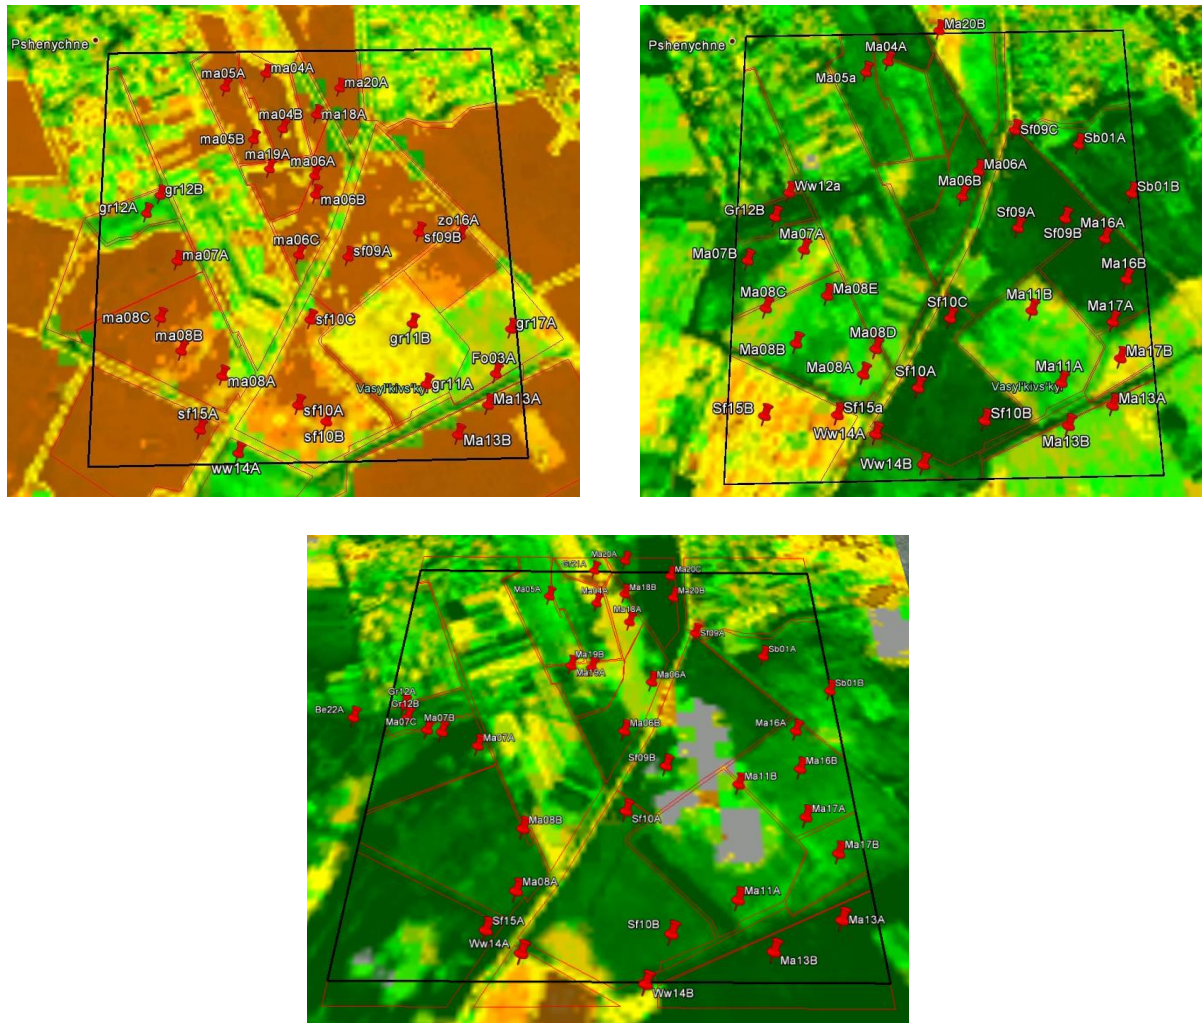 Pshenychne
ma05A
ma04A
ma20A
ma04B
ma18A
ma05B
ma19A
ma06A
gr12B
gr12A
ma06B
zo16A
sf09B
ma07A
ma06C
sf09A
ma08C
sf10C
gr11B
gr17A
ma08B
Fo03A
ma08A
Vasyl'kivs'ky.
gr11A
Ma13A
sf15A
sf10A
sf10B
Ma13B
ww14A
Pshenychne
Ma20B
Ma04A
Ma05a
Sf09C
Sb01A
Ma06A
Ww12a
Ma06B
Sb01B
Gr12B
Sf09A
Ma16A
Sf09B
Ma07A
Ma07B
Ma16B
Ma08C
Ma08E
Sf10C
Ma11B
Ma17A
Ma08B
Ma08D
Ma17B
Ma08A
Sf10A
Ma11A
Vasyl'kivs'ky.
Sf15B
Sf15a
Sf10B
Ma13A
Ww14A
Ma13B
Ww14B
Ma20A
Gr21A
Ma20C
Ma05A
Ma04A
Ma18B
Ma20B
Ma18A
Sf09A
Ma19B
Ma19A
Sb01A
Ma06A
Sb01B
Gr12A
Gr12B
Be22A
Ma07C
Ma07B
Ma07A
Ma06B
Ma16A
Sf09B
Ma16B
Ma11B
Sf10A
Ma17A
Ma08B
Ma17B
Ma08A
Ma11A
Sf15A
Sf10B
Ma13A
Ww14A
Ma13B
Ww14B